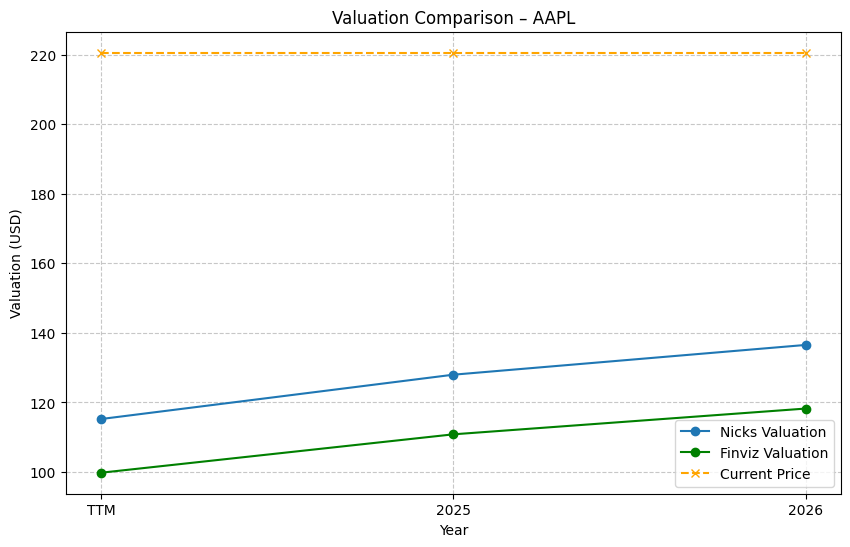 Valuation Comparison – AAPL
Valuation (USD)
220
200
180
160
140
120
100
TTM
2025
2026
Year
Nicks Valuation
Finviz Valuation
Current Price